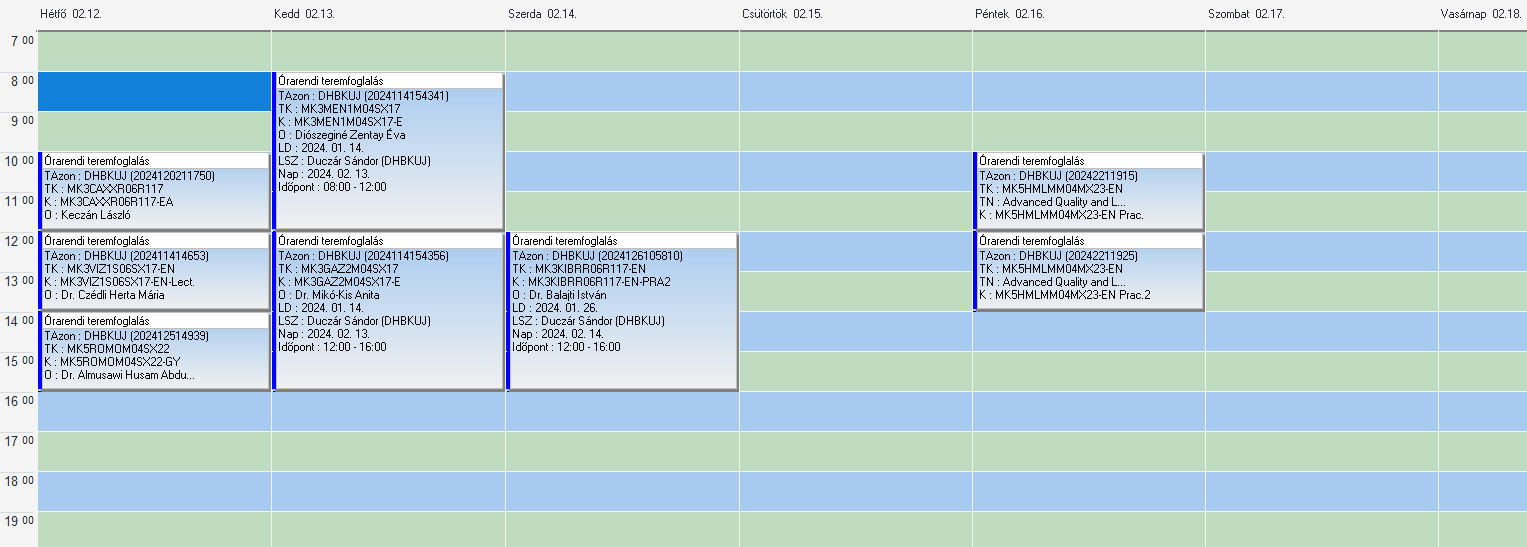 Hétfő 02.12.
Kedd 02.13.
Szerda 02.14.
Csütörtök 02.15.
Péntek 02.16.
Szombat 02.17.
Vasárnap 02.18.
7 00
8 00
9 00
10 00
11 00
12 00
13 00
14 00
15 00
16 00
17 00
18 00
19 00
Órarendi teremfoglalás
TAzon : DHBKUJ (2024120211750)
TK : MK3CAXXR06R117
K : MK3CAXXR06R117-EA
O : Keczán László
Órarendi teremfoglalás
TAzon : DHBKUJ (202411414653)
TK : MK3VIZ1S06SX17-EN
K : MK3VIZ1S06SX17-EN-Lect.
O : Dr. Czédli Herta Mária
Órarendi teremfoglalás
TAzon : DHBKUJ (202412514939)
TK : MK5ROMOM04SX22
K : MK5ROMOM04SX22-GY
O : Dr. Almusawi Husam Abdu...
Órarendi teremfoglalás
TAzon : DHBKUJ (2024114154341)
TK : MK3MEN1M04SX17
K : MK3MEN1M04SX17-E
O : Diószeginé Zentay Éva
LD : 2024. 01. 14.
LSZ : Duczár Sándor (DHBKUJ)
Nap : 2024. 02. 13.
Időpont : 08:00 - 12:00
Órarendi teremfoglalás
TAzon : DHBKUJ (2024114154356)
TK : MK3GAZ2M04SX17
K : MK3GAZ2M04SX17-E
O : Dr. Mikó-Kis Anita
LD : 2024. 01. 14.
LSZ : Duczár Sándor (DHBKUJ)
Nap : 2024. 02. 13.
Időpont : 12:00 - 16:00
Órarendi teremfoglalás
TAzon : DHBKUJ (2024126105810)
TK : MK3KIBRR06R117-EN
K : MK3KIBRR06R117-EN-PRA2
O : Dr. Balajti István
LD : 2024. 01. 26.
LSZ : Duczár Sándor (DHBKUJ)
Nap : 2024. 02. 14.
Időpont : 12:00 - 16:00
Órarendi teremfoglalás
TAzon : DHBKUJ (20242211915)
TK : MK5HMLMM04MX23-EN
TN : Advanced Quality and L...
K : MK5HMLMM04MX23-EN Prac.
Órarendi teremfoglalás
TAzon : DHBKUJ (20242211925)
TK : MK5HMLMM04MX23-EN
TN : Advanced Quality and L...
K : MK5HMLMM04MX23-EN Prac.2